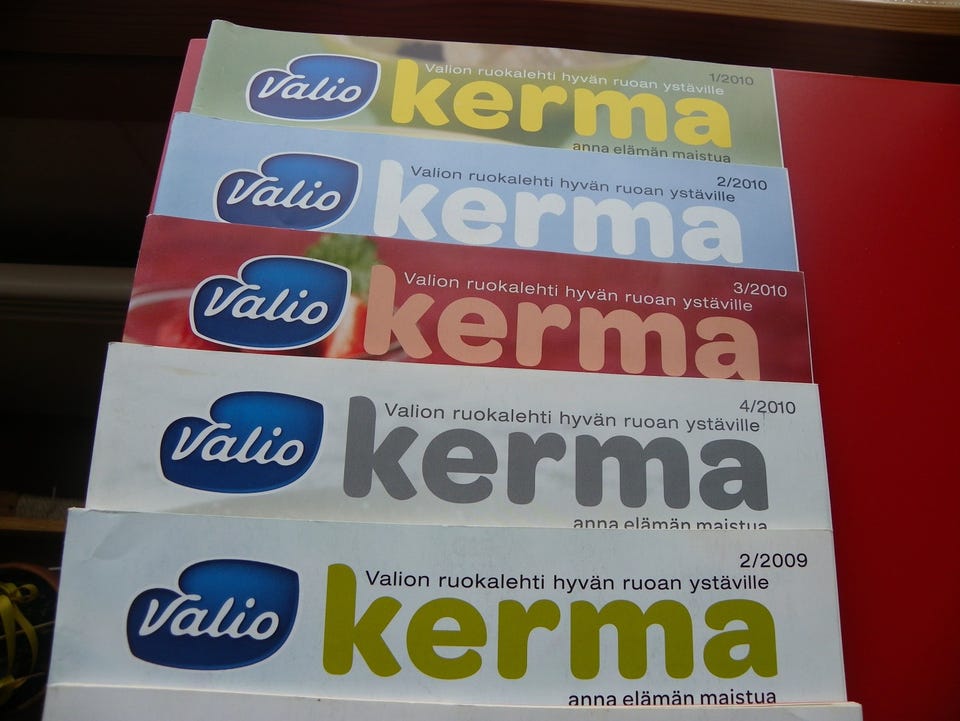 Valio
Valion ruokalehti hyvän ruoan ystäville
1/2010
kerma
anna elämän maistua
Valio
Valion ruokalehti hyvän ruoan ystäville
2/2010
kerma
Valio
Valion ruokalehti hyvän ruoan ystäville
3/2010
kerma
Valio
Valion ruokalehti hyvän ruoan ystäville
4/2010
kerma
anna elämän maistua
Valio
Valion ruokalehti hyvän ruoan ystäville
2/2009
kerma
anna elämän maistua